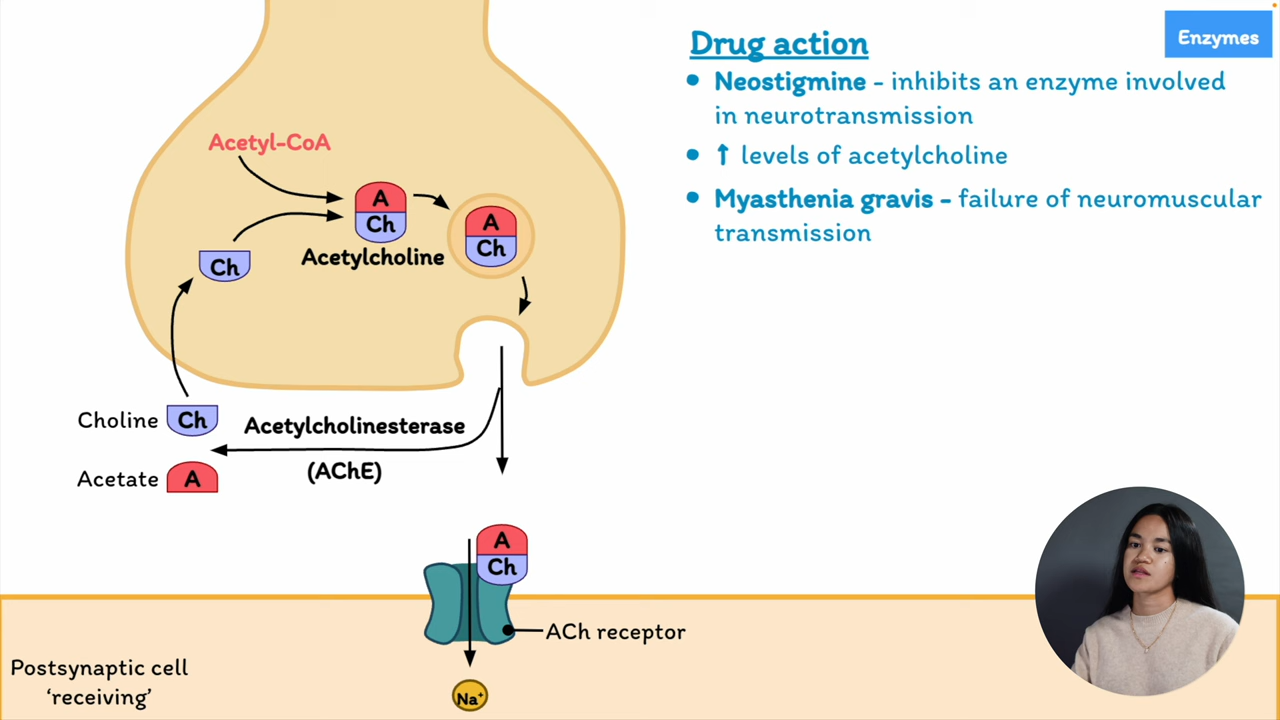 Enzymes
Drug action
• Neostigmine - inhibits an enzyme involved
in neurotransmission
• ↑ levels of acetylcholine
• Myasthenia gravis - failure of neuromuscular
transmission
Acetyl-CoA
A
Ch
Acetylcholine
A
Ch
Ch
Choline Ch
Acetate A
Acetylcholinesterase
(AChE)
A
Ch
ACh receptor
Na⁺
Postsynaptic cell
‘receiving’